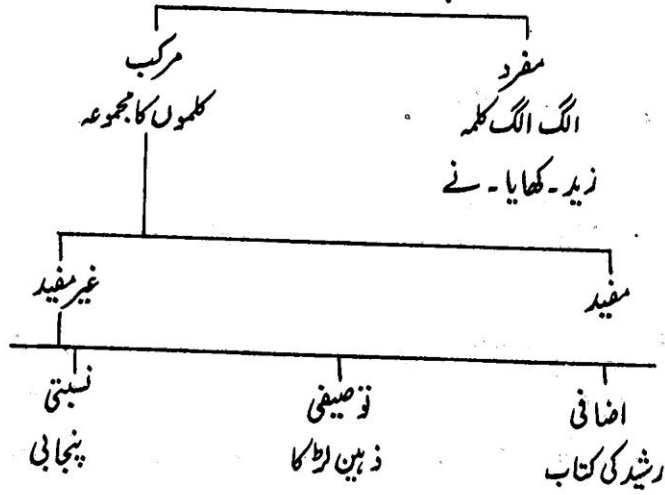 مفرد
الگ الگ کلمہ
زید ۔ کھایا ۔ نے
مرکب
کلموں کا مجموعہ
مفید
غیر مفید
اضافی
رشید کی کتاب
توصیفی
ذہین لڑکا
نسبتی
پنجابی